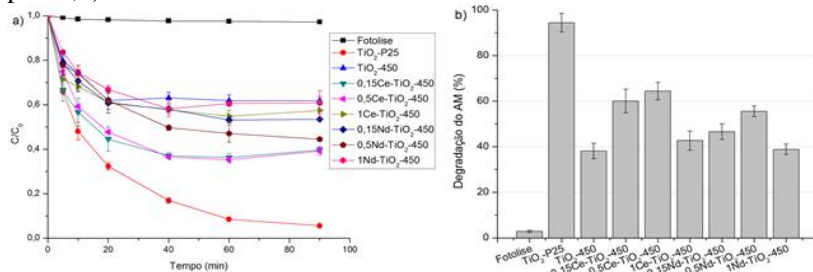 a)
Fotolise
TiO2-P25
TiO2-450
0,15Ce-TiO2-450
0,5Ce-TiO2-450
1Ce-TiO2-450
0,15Nd-TiO2-450
0,5Nd-TiO2-450
1Nd-TiO2-450
1,0
0,8
0,6
0,4
0,2
0,0
C/C0
0
20
40
60
80
100
Tempo (min)
b)
100
80
60
40
20
0
Degradação do AM (%)
Fotolise
TiO2-P25
TiO2-450
0,15Ce-TiO2-450
0,5Ce-TiO2-450
1Ce-TiO2-450
0,15Nd-TiO2-450
0,5Nd-TiO2-450
1Nd-TiO2-450